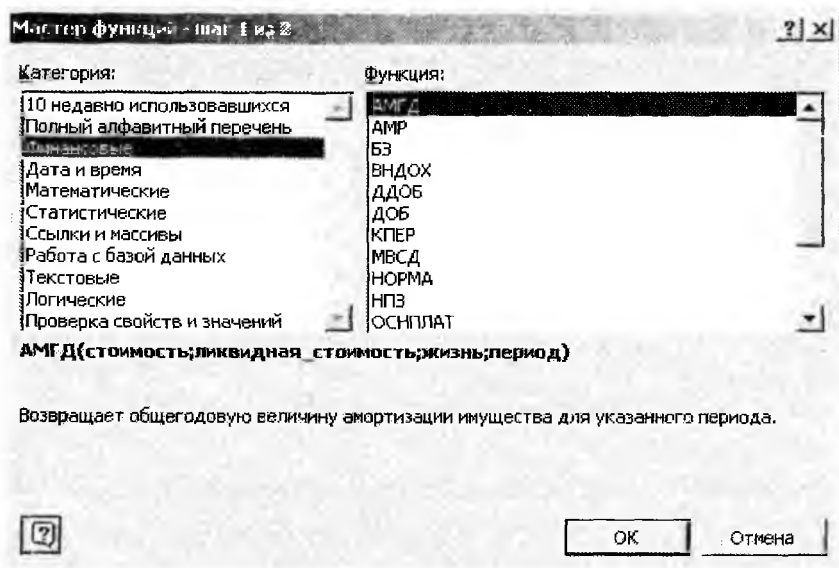 Мастер функций - шаг 1 из 2
Категория:
10 недавно использовавшихся
Полный алфавитный перечень
Финансовые
Дата и время
Математические
Статистические
Ссылки и массивы
Работа с базой данных
Текстовые
Логические
Проверка свойств и значений
Функция:
АМГД
АМР
БЗ
ВНДОХ
ДДОБ
ДОБ
КПЕР
МВСД
НОРМА
НПЗ
ОСНПЛАТ
АМГД(стоимость;ликвидная_стоимость;жизнь;период)
Возвращает общегодовую величину амортизации имущества для указанного периода.
OK
Отмена